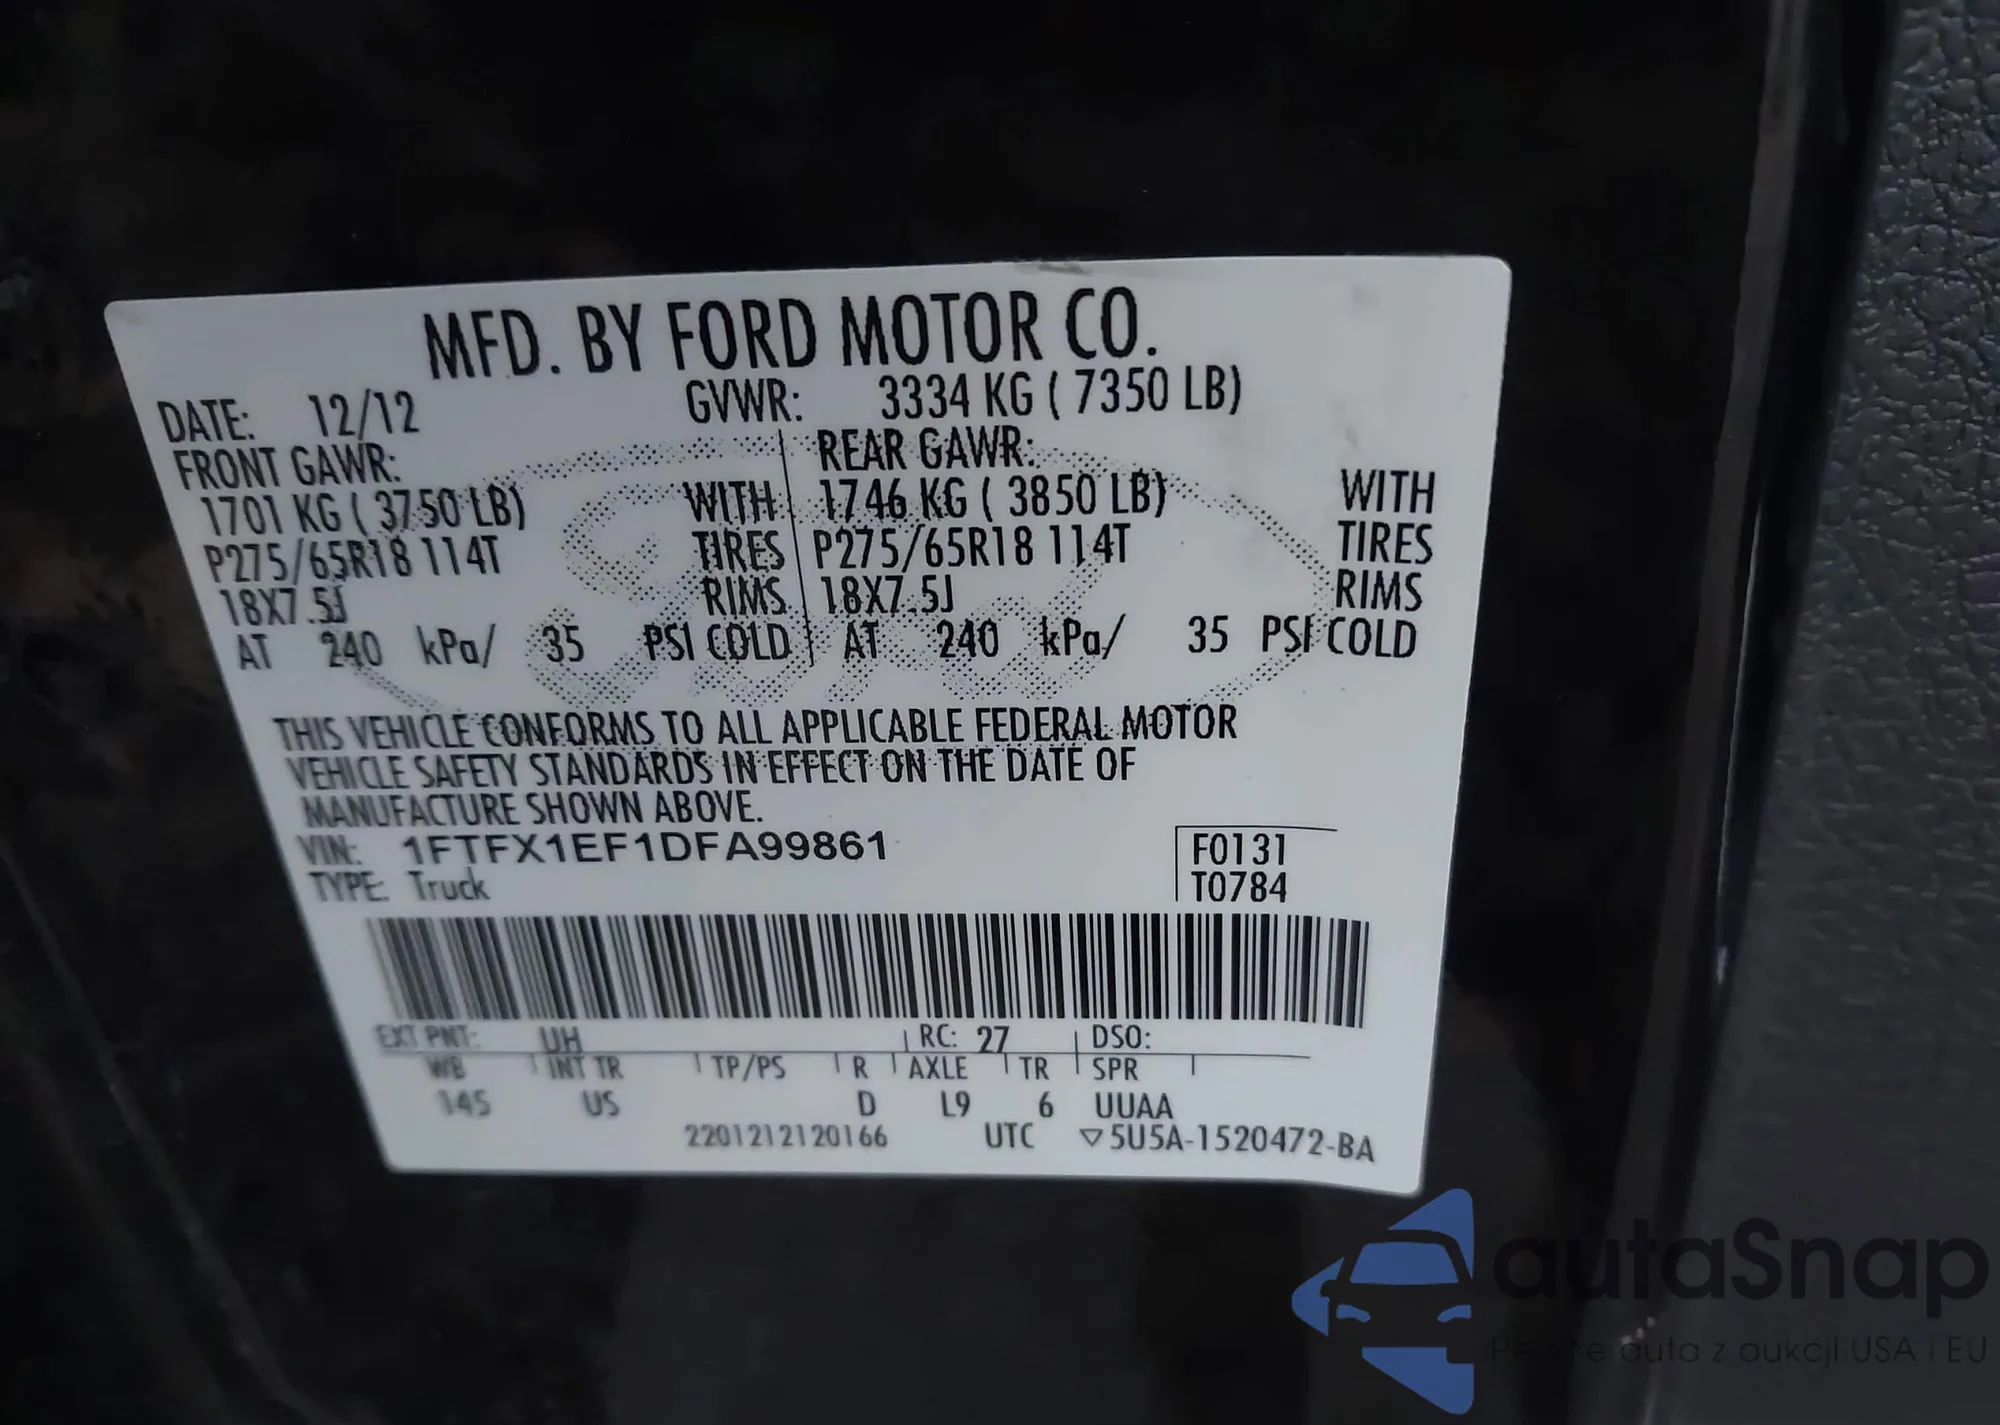 MFD. BY FORD MOTOR CO.
DATE: 12/12 GVWR: 3334 KG ( 7350 LB)
FRONT GAWR: REAR GAWR:
1701 KG ( 3750 LB) WITH 1746 KG ( 3850 LB) WITH
P275/65R18 114T TIRES P275/65R18 114T TIRES
18X7.5J RIMS 18X7.5J RIMS
AT 240 kPa/ 35 PSI COLD AT 240 kPa/ 35 PSI COLD
THIS VEHICLE CONFORMS TO ALL APPLICABLE FEDERAL MOTOR
VEHICLE SAFETY STANDARDS IN EFFECT ON THE DATE OF
MANUFACTURE SHOWN ABOVE.
VIN: 1FTFX1EF1DFA99861 F0131
TYPE: Truck T0784
EXT PNT: UH RC: 27 DSO:
WB INT TR TP/PS R AXLE TR SPR
145 US D L9 6 UUAA
2201212120166 UTC ▽5U5A-1520472-BA
autaSnap
auta z aukcji USA i EU